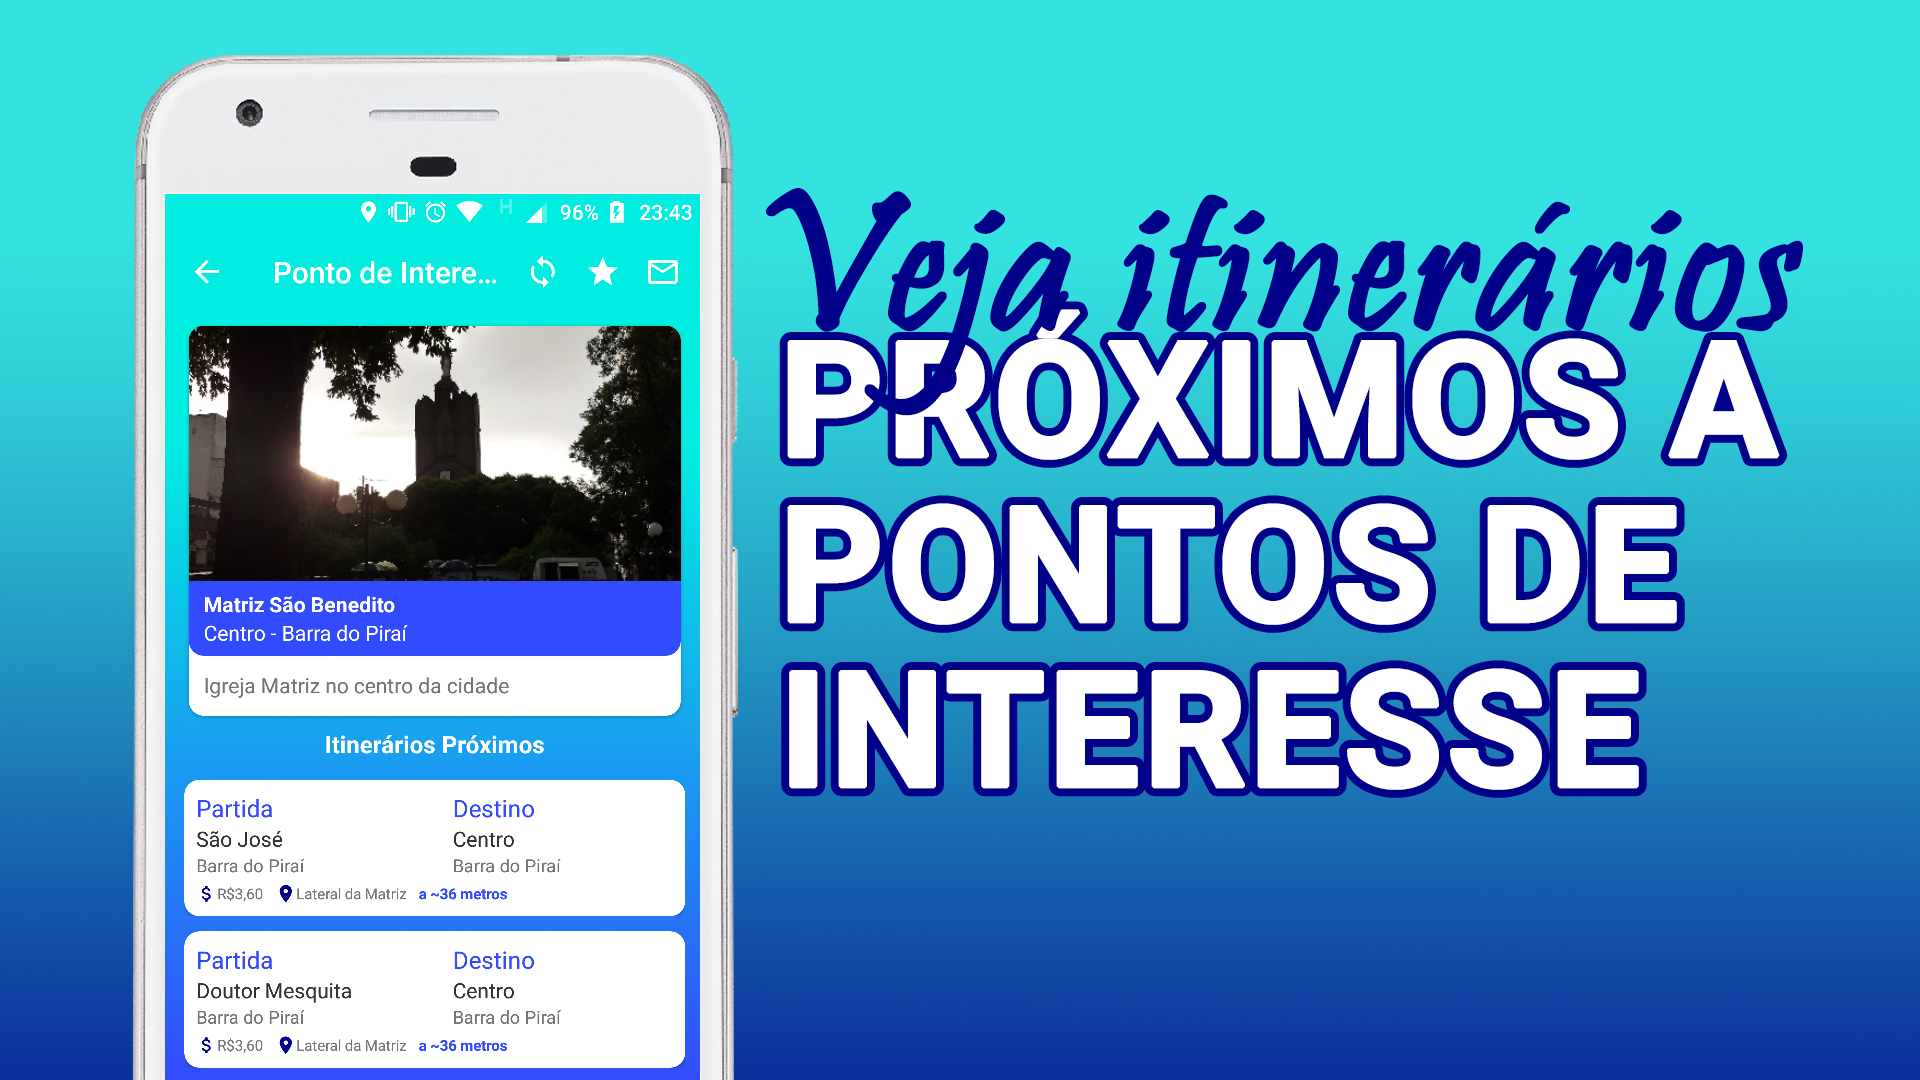 96% 23:43
Ponto de Intere...
Matriz São Benedito
Centro - Barra do Piraí
Igreja Matriz no centro da cidade
Itinerários Próximos
Partida Destino
São José Centro
Barra do Piraí Barra do Piraí
$ R$3,60 Lateral da Matriz a ~36 metros
Partida Destino
Doutor Mesquita Centro
Barra do Piraí Barra do Piraí
$ R$3,60 Lateral da Matriz a ~36 metros
Veja itinerários
PRÓXIMOS A
PONTOS DE
INTERESSE